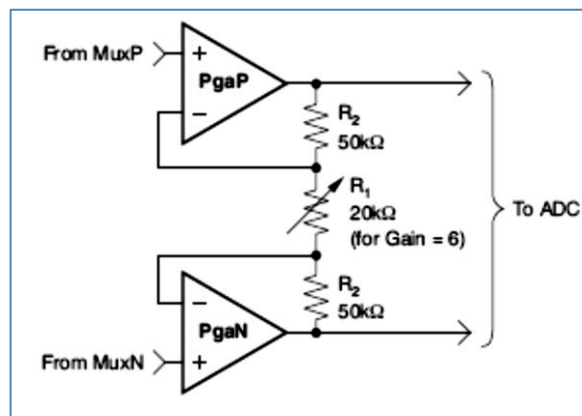 From MuxP
+
PgaP
−
R2
50kΩ
R1
20kΩ
(for Gain = 6)
To ADC
R2
50kΩ
−
PgaN
From MuxN
+